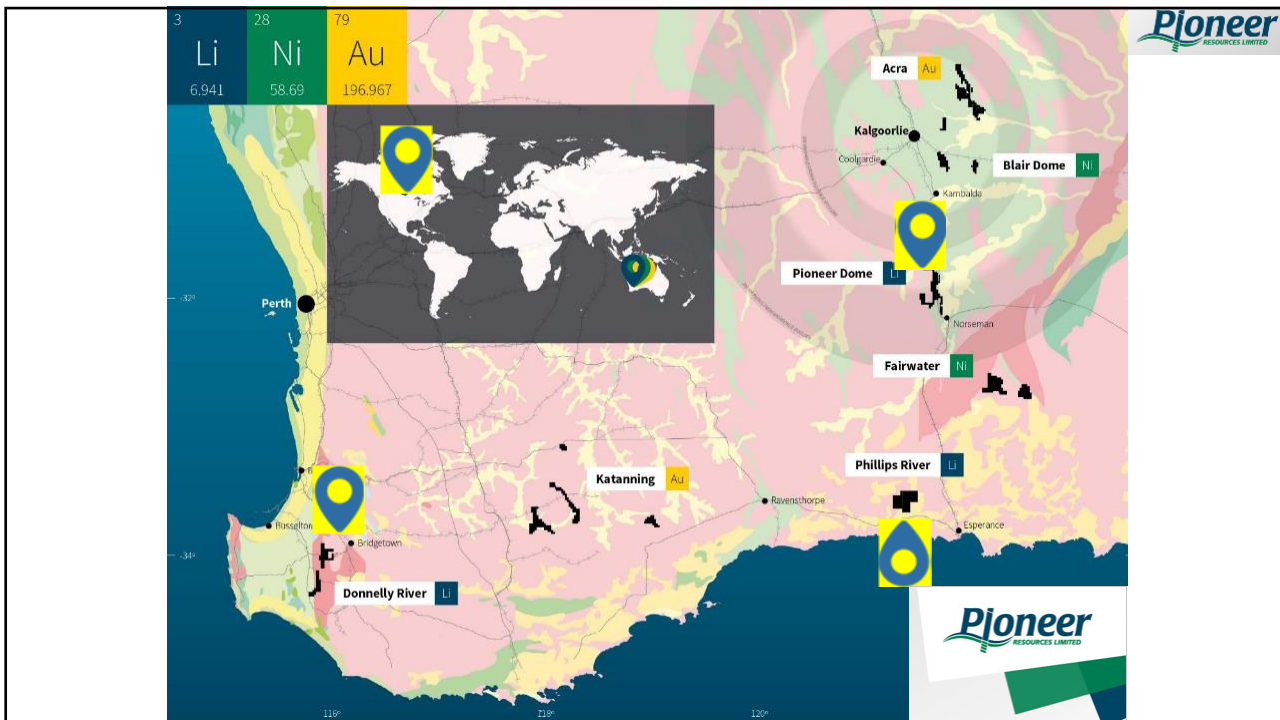 3 28 79
Li Ni Au
6.941 58.69 196.967
Pioneer
RESOURCES LIMITED
Acra Au
Kalgoorlie
Coolgardie
Blair Dome Ni
Kambalda
Pioneer Dome Li
-32°
Perth
Norseman
Fairwater Ni
Phillips River Li
Katanning Au
Ravensthorpe
Esperance
B
Busselton
Bridgetown
-34°
Donnelly River Li
Pioneer
RESOURCES LIMITED
116° 118° 120°